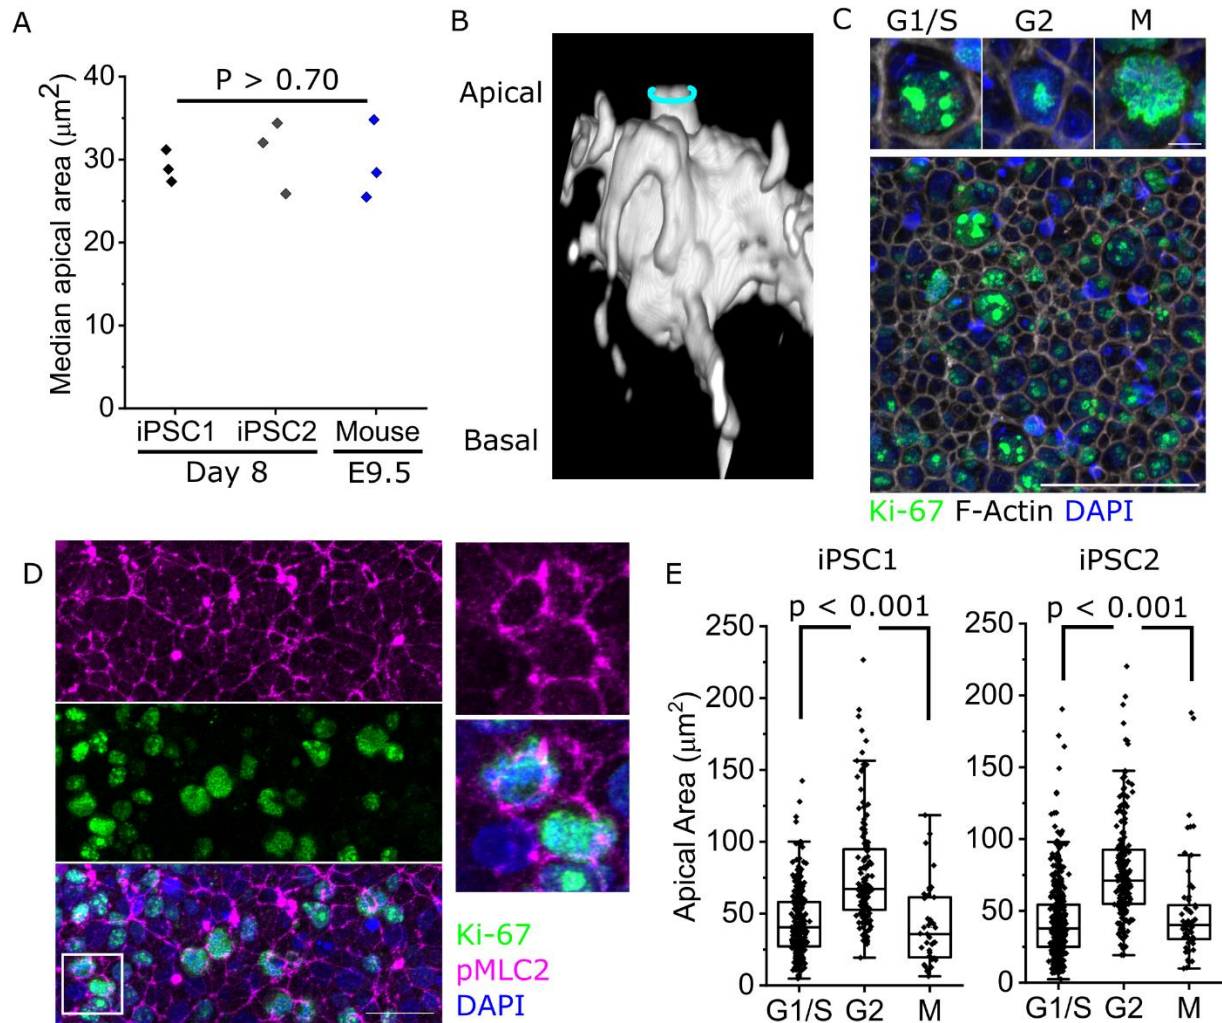 A
P > 0.70
Median apical area (μm²)
40
30
20
10
0
iPSC1 iPSC2 Mouse
Day 8 E9.5
B
Apical
Basal
C
G1/S G2 M
Ki-67 F-Actin DAPI
D
Ki-67
pMLC2
DAPI
E
iPSC1 iPSC2
p < 0.001 p < 0.001
Apical Area (μm²)
250 250
200 200
150 150
100 100
50 50
0 0
G1/S G2 M G1/S G2 M